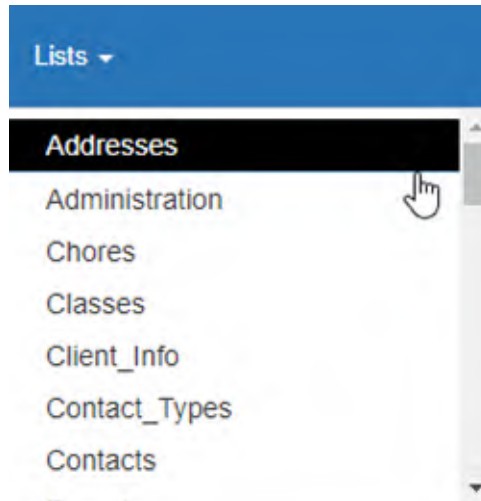 Lists
Addresses
Administration
Chores
Classes
Client_Info
Contact_Types
Contacts